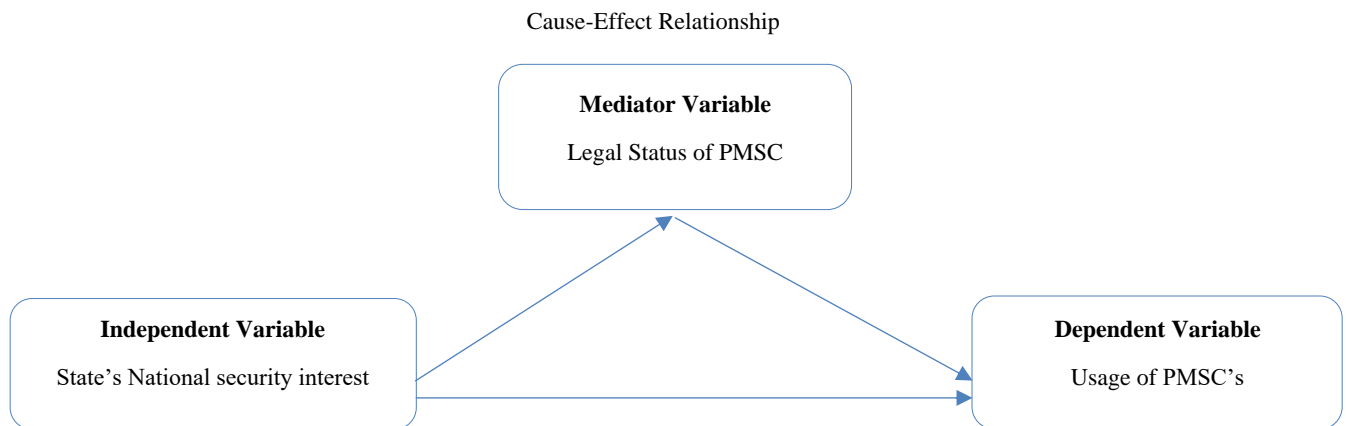 Cause-Effect Relationship
Mediator Variable
Legal Status of PMSC
Independent Variable
State’s National security interest
Dependent Variable
Usage of PMSC’s